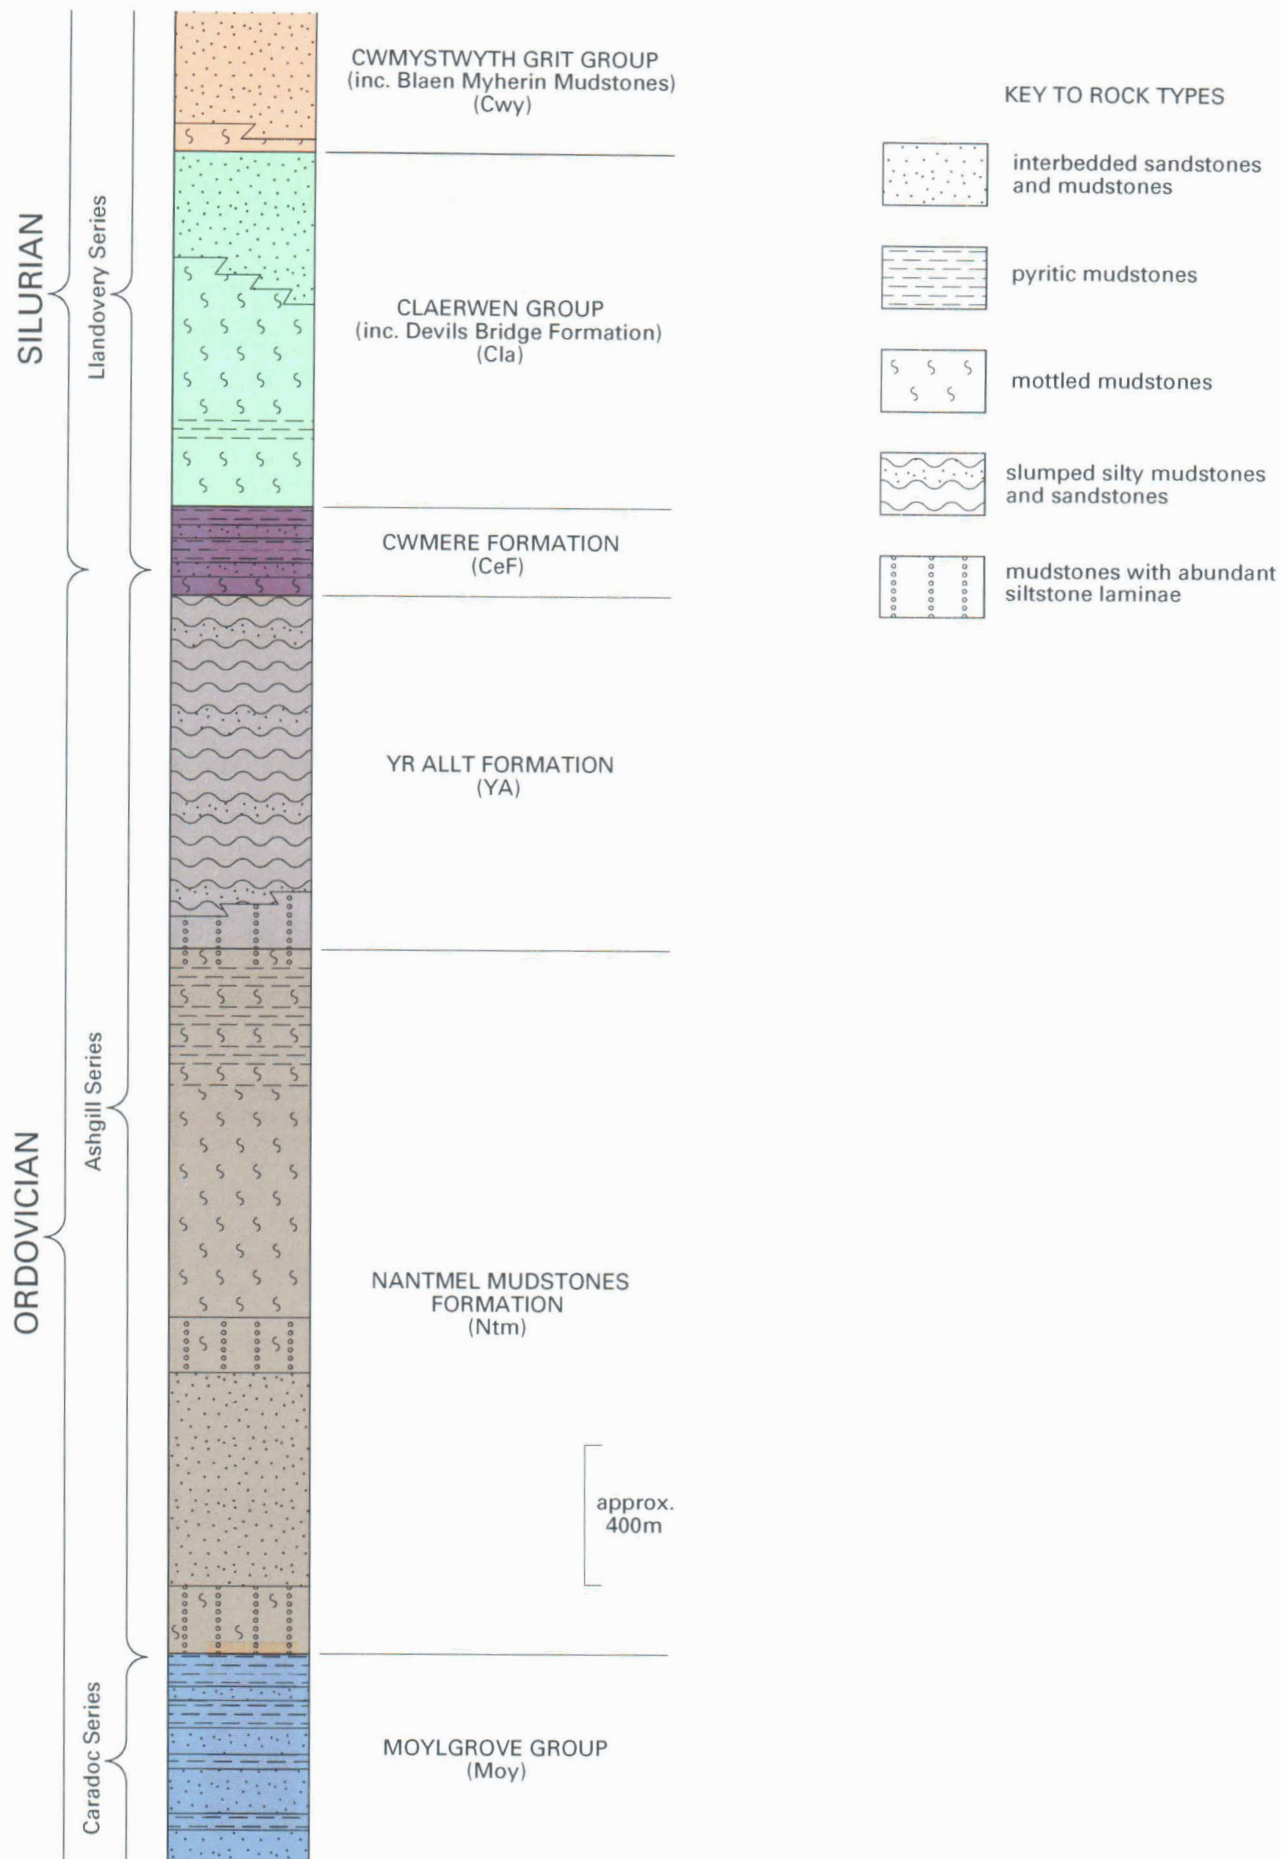 SILURIAN
ORDOVICIAN
Llandovery Series
Ashgill Series
Caradoc Series
CWMYSTWYTH GRIT GROUP
(inc. Blaen Myherin Mudstones)
(Cwy)
CLAERWEN GROUP
(inc. Devils Bridge Formation)
(Cla)
CWMERE FORMATION
(CeF)
YR ALLT FORMATION
(YA)
NANTMEL MUDSTONES
FORMATION
(Ntm)
approx.
400m
MOYLGROVE GROUP
(Moy)
KEY TO ROCK TYPES
interbedded sandstones
and mudstones
pyritic mudstones
mottled mudstones
slumped silty mudstones
and sandstones
mudstones with abundant
siltstone laminae